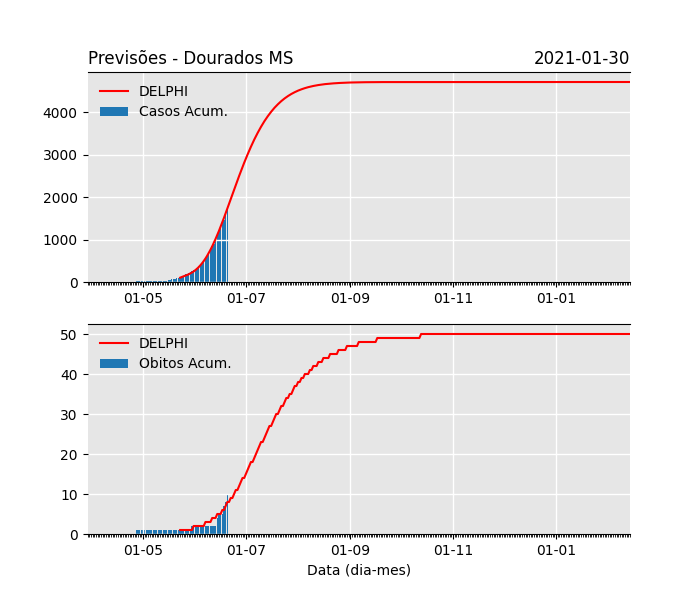 Previsões - Dourados MS 2021-01-30
DELPHI
Casos Acum.
4000
3000
2000
1000
0
01-05 01-07 01-09 01-11 01-01
DELPHI
Obitos Acum.
50
40
30
20
10
0
01-05 01-07 01-09 01-11 01-01
Data (dia-mes)